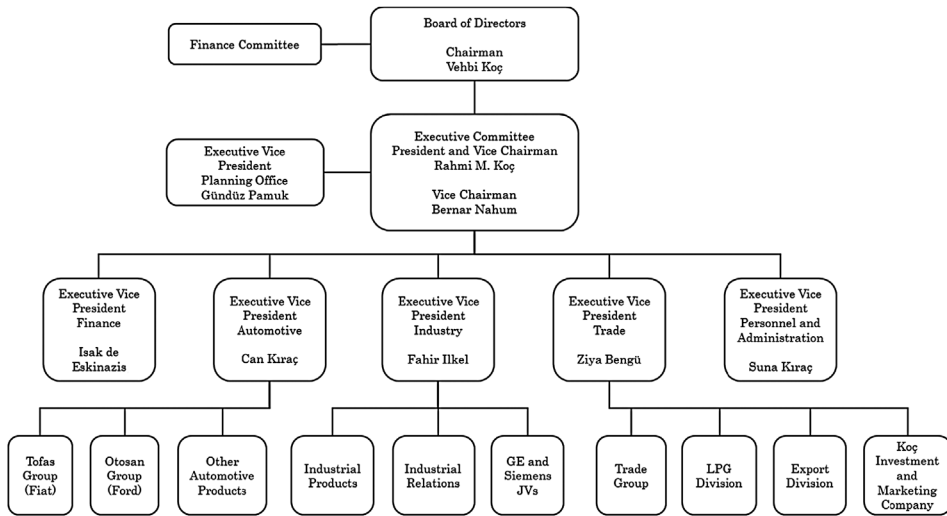 Board of Directors
Chairman
Vehbi Koç
Finance Committee
Executive Committee
President and Vice Chairman
Rahmi M. Koç
Vice Chairman
Bernar Nahum
Executive Vice
President
Planning Office
Gündüz Pamuk
Executive Vice
President
Finance
Isak de
Eskinazis
Executive Vice
President
Automotive
Can Kıraç
Executive Vice
President
Industry
Fahir Ilkel
Executive Vice
President
Trade
Ziya Bengü
Executive Vice
President
Personnel and
Administration
Suna Kıraç
Tofas
Group
(Fiat)
Otosan
Group
(Ford)
Other
Automotive
Products
Industrial
Products
Industrial
Relations
GE and
Siemens
JVs
Trade
Group
LPG
Division
Export
Division
Koç
Investment
and
Marketing
Company